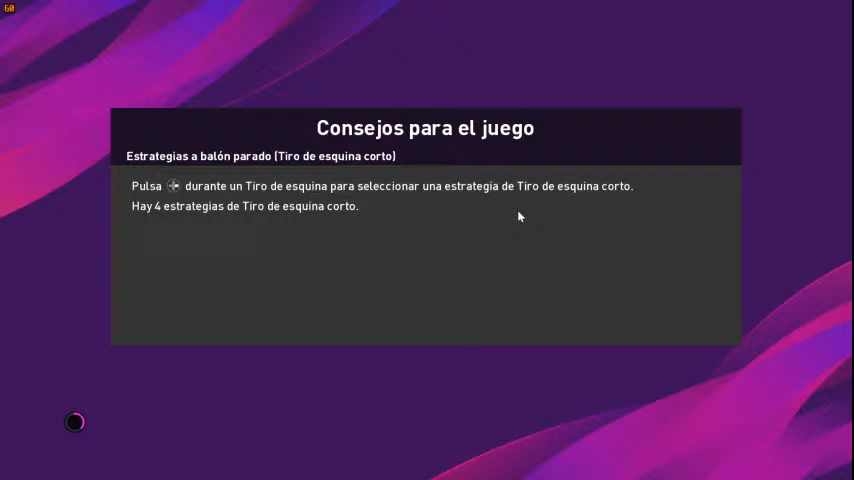 60
Consejos para el juego
Estrategias a balón parado (Tiro de esquina corto)
Pulsa durante un Tiro de esquina para seleccionar una estrategia de Tiro de esquina corto.
Hay 4 estrategias de Tiro de esquina corto.